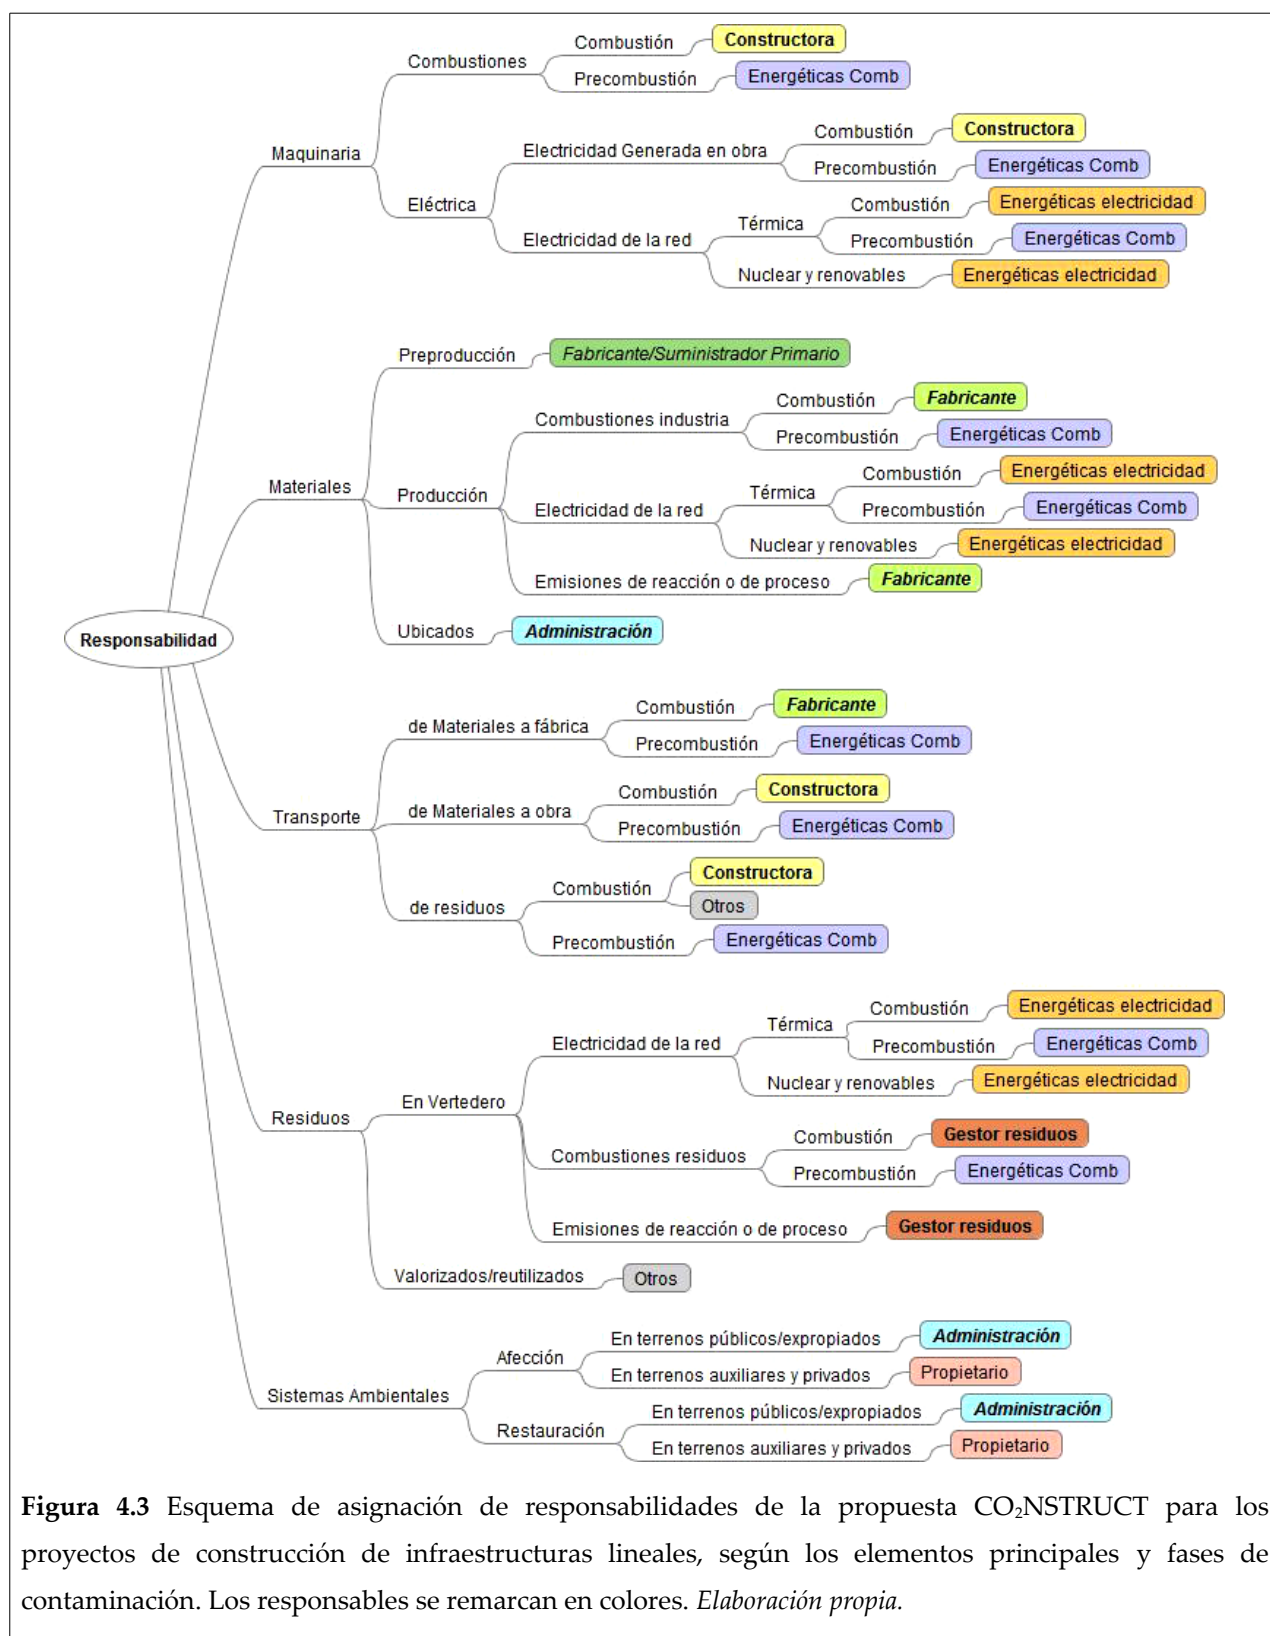 Combustión Constructora
Combustiones
Precombustión Energéticas Comb
Combustión Constructora
Electricidad Generada en obra
Maquinaria
Precombustión Energéticas Comb
Eléctrica
Combustión Energéticas electricidad
Térmica
Electricidad de la red
Precombustión Energéticas Comb
Nuclear y renovables Energéticas electricidad
Preproducción Fabricante/Suministrador Primario
Combustión Fabricante
Combustiones industria
Precombustión Energéticas Comb
Combustión Energéticas electricidad
Materiales
Producción
Térmica
Electricidad de la red
Precombustión Energéticas Comb
Nuclear y renovables Energéticas electricidad
Emisiones de reacción o de proceso Fabricante
Ubicados Administración
Responsabilidad
Combustión Fabricante
de Materiales a fábrica
Precombustión Energéticas Comb
Combustión Constructora
Transporte
de Materiales a obra
Precombustión Energéticas Comb
Constructora
Combustión
Otros
de residuos
Precombustión Energéticas Comb
Combustión Energéticas electricidad
Térmica
Electricidad de la red
Precombustión Energéticas Comb
Nuclear y renovables Energéticas electricidad
En Vertedero
Residuos
Combustión Gestor residuos
Combustiones residuos
Precombustión Energéticas Comb
Emisiones de reacción o de proceso Gestor residuos
Valorizados/reutilizados Otros
En terrenos públicos/expropiados Administración
Afección
En terrenos auxiliares y privados Propietario
Sistemas Ambientales
En terrenos públicos/expropiados Administración
Restauración
En terrenos auxiliares y privados Propietario
Figura 4.3 Esquema de asignación de responsabilidades de la propuesta CO₂NSTRUCT para los
proyectos de construcción de infraestructuras lineales, según los elementos principales y fases de
contaminación. Los responsables se remarcan en colores. Elaboración propia.